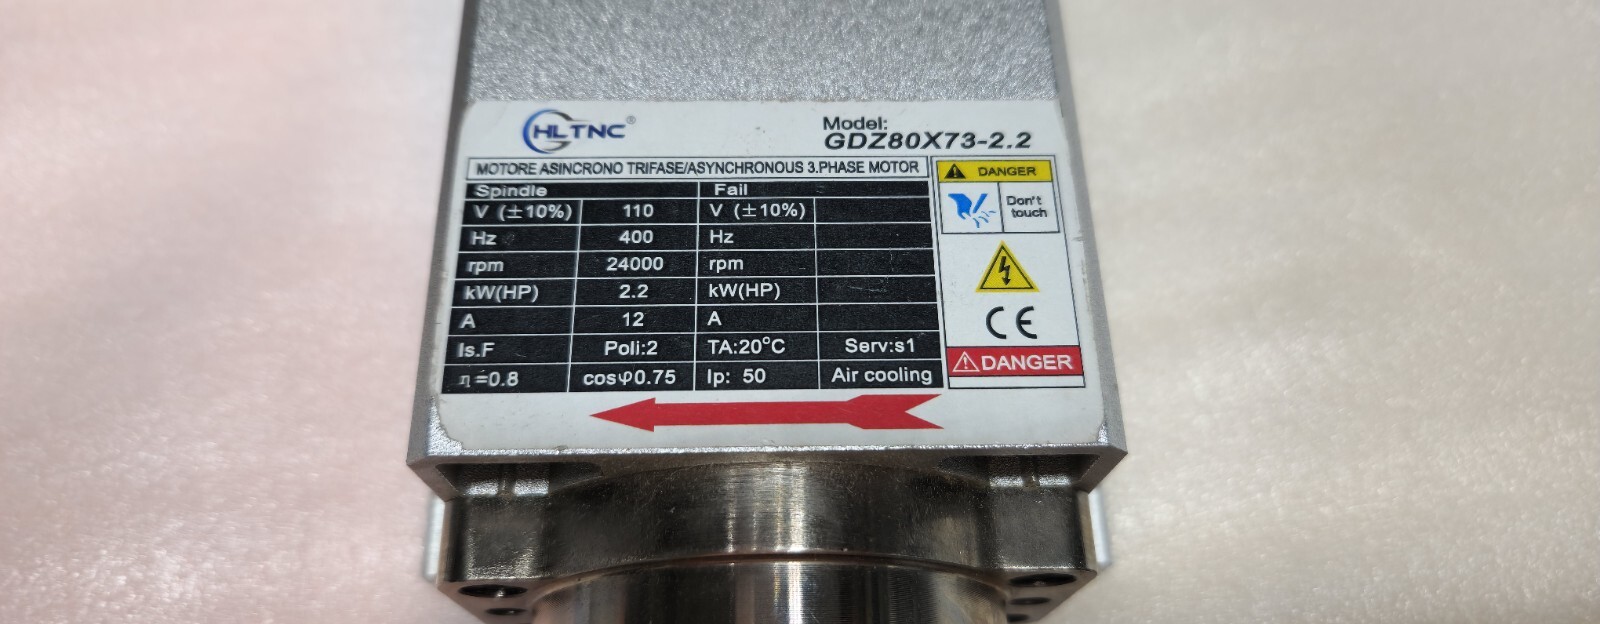 HLTNC®
Model:
GDZ80X73-2.2
MOTORE ASINCRONO TRIFASE/ASYNCHRONOUS 3.PHASE MOTOR
Spindle Fail
V (±10%) 110 V (±10%)
Hz 400 Hz
rpm 24000 rpm
kW(HP) 2.2 kW(HP)
A 12 A
Is.F Poli:2 TA:20°C Serv:s1
η=0.8 cosφ0.75 Ip: 50 Air cooling
DANGER
Don't
touch
CE
DANGER